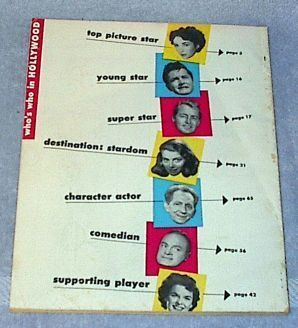 who's who in HOLLYWOOD
top picture star
page 3
young star
page 16
super star
page 17
destination: stardom
page 21
character actor
page 65
comedian
page 56
supporting player
page 42